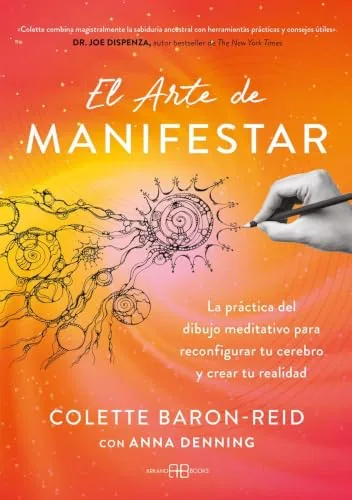 «Colette combina magistralmente la sabiduría ancestral con herramientas prácticas y consejos útiles».
DR. JOE DISPENZA, autor bestseller de The New York Times
El Arte de
MANIFESTAR
La práctica del
dibujo meditativo para
reconfigurar tu cerebro
y crear tu realidad
COLETTE BARON-REID
CON ANNA DENNING
ARKANO BOOKS